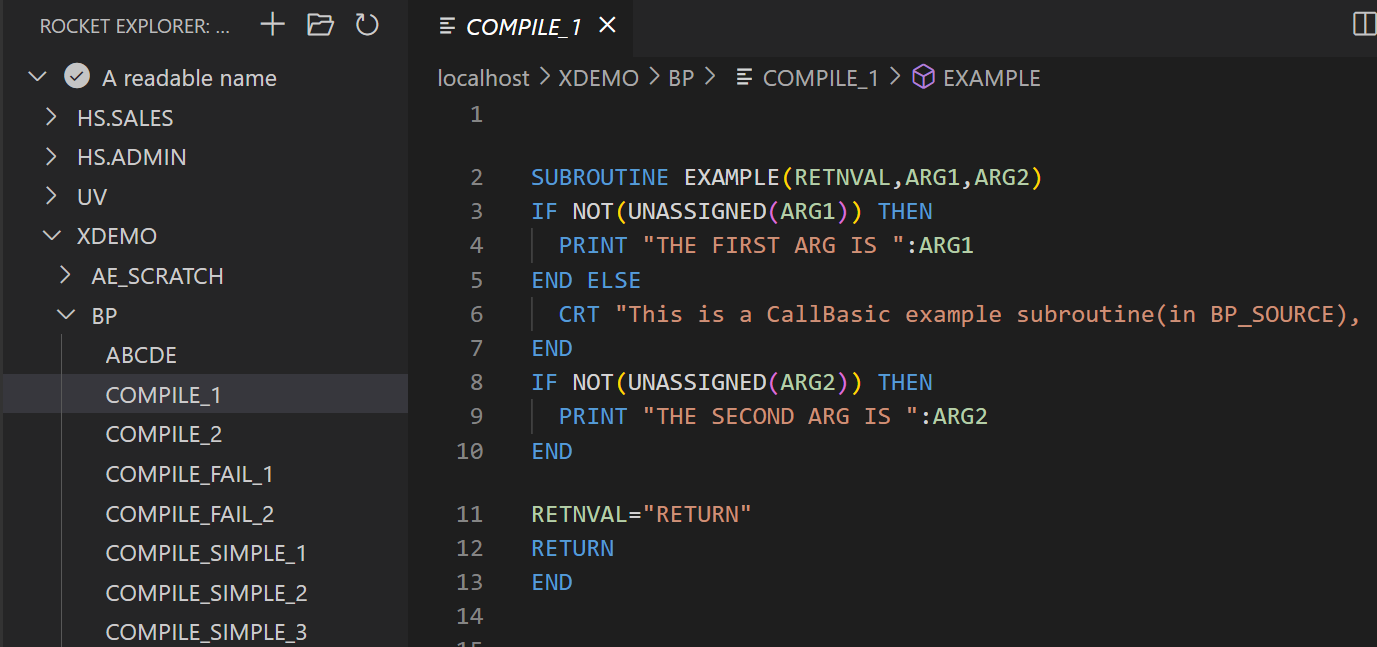 ROCKET EXPLORER: ...
A readable name
HS.SALES
HS.ADMIN
UV
XDEMO
AE_SCRATCH
BP
ABCDE
COMPILE_1
COMPILE_2
COMPILE_FAIL_1
COMPILE_FAIL_2
COMPILE_SIMPLE_1
COMPILE_SIMPLE_2
COMPILE_SIMPLE_3
COMPILE_1
localhost > XDEMO > BP > COMPILE_1 > EXAMPLE
1
2 SUBROUTINE EXAMPLE(RETNVAL,ARG1,ARG2)
3 IF NOT(UNASSIGNED(ARG1)) THEN
4 PRINT "THE FIRST ARG IS ":ARG1
5 END ELSE
6 CRT "This is a CallBasic example subroutine(in BP_SOURCE),
7 END
8 IF NOT(UNASSIGNED(ARG2)) THEN
9 PRINT "THE SECOND ARG IS ":ARG2
10 END
11 RETNVAL="RETURN"
12 RETURN
13 END
14